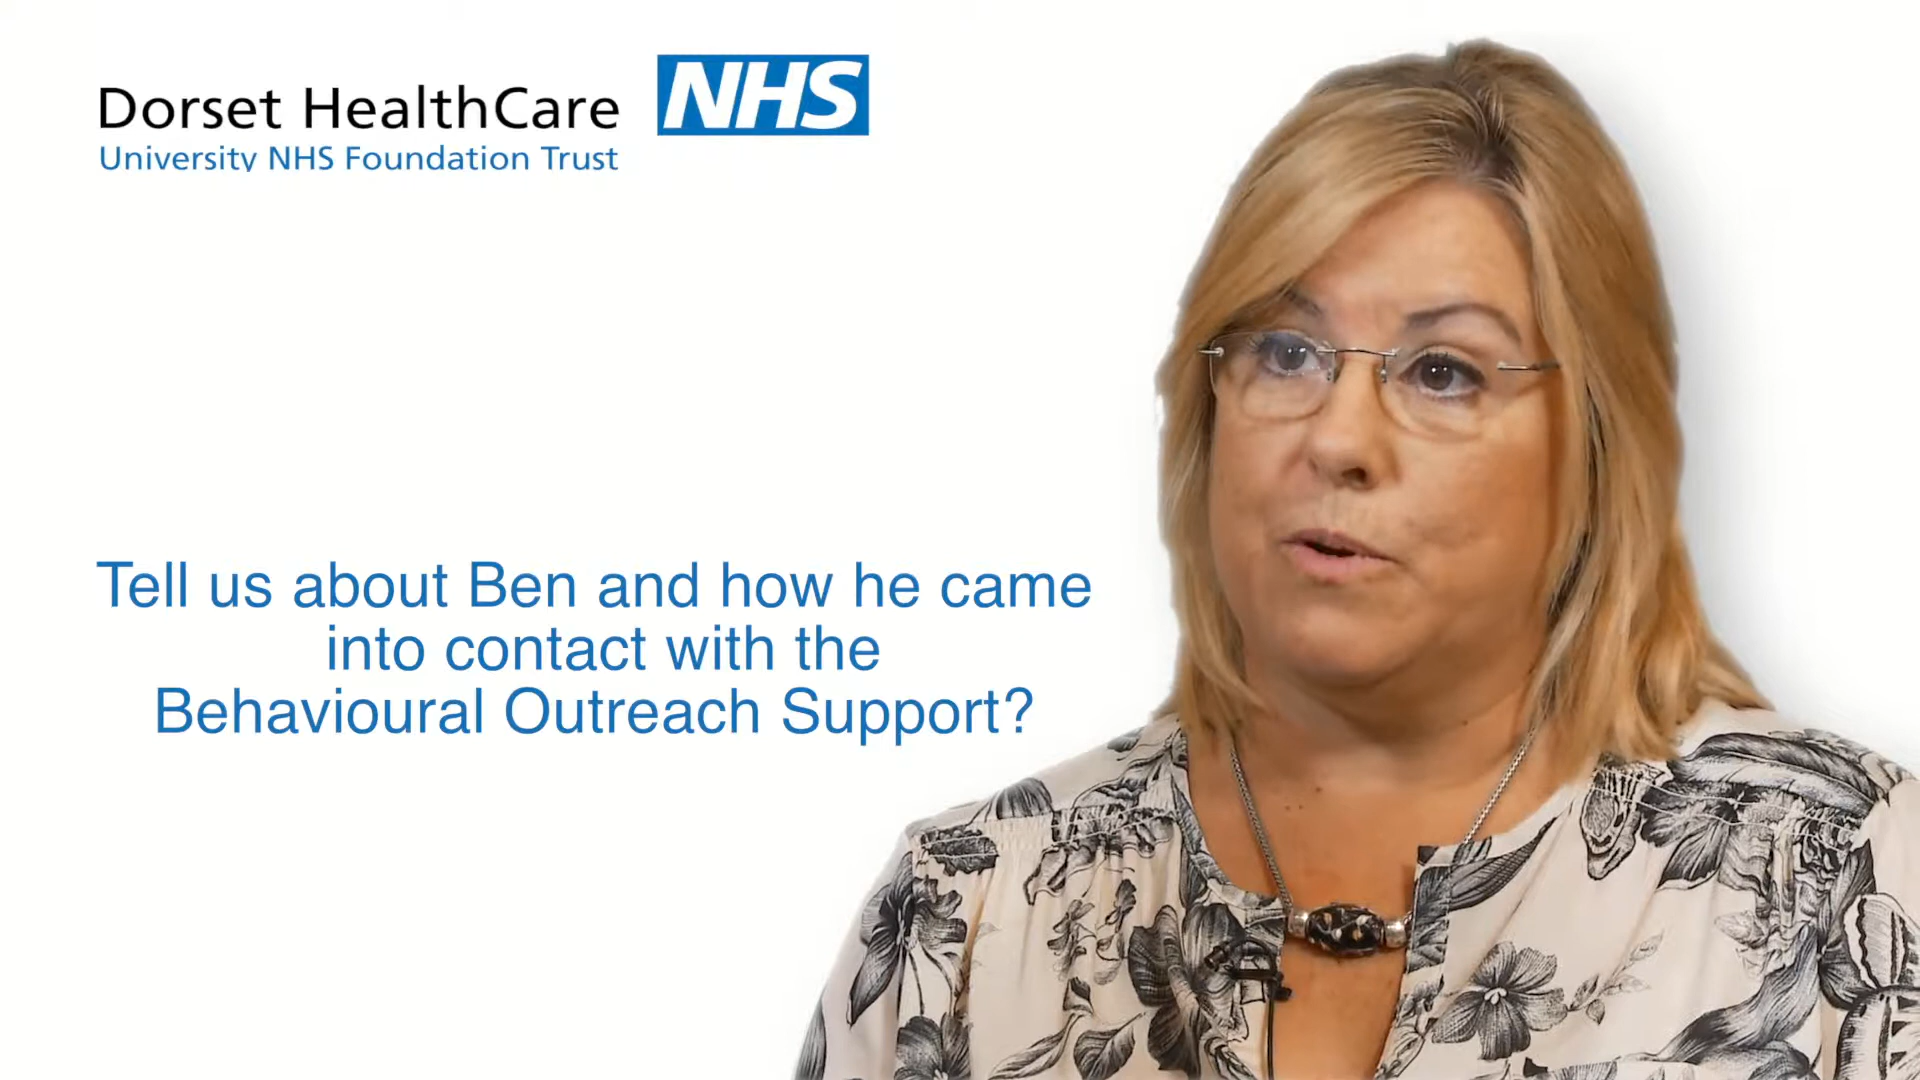 Dorset HealthCare NHS
University NHS Foundation Trust
Tell us about Ben and how he came
into contact with the
Behavioural Outreach Support?